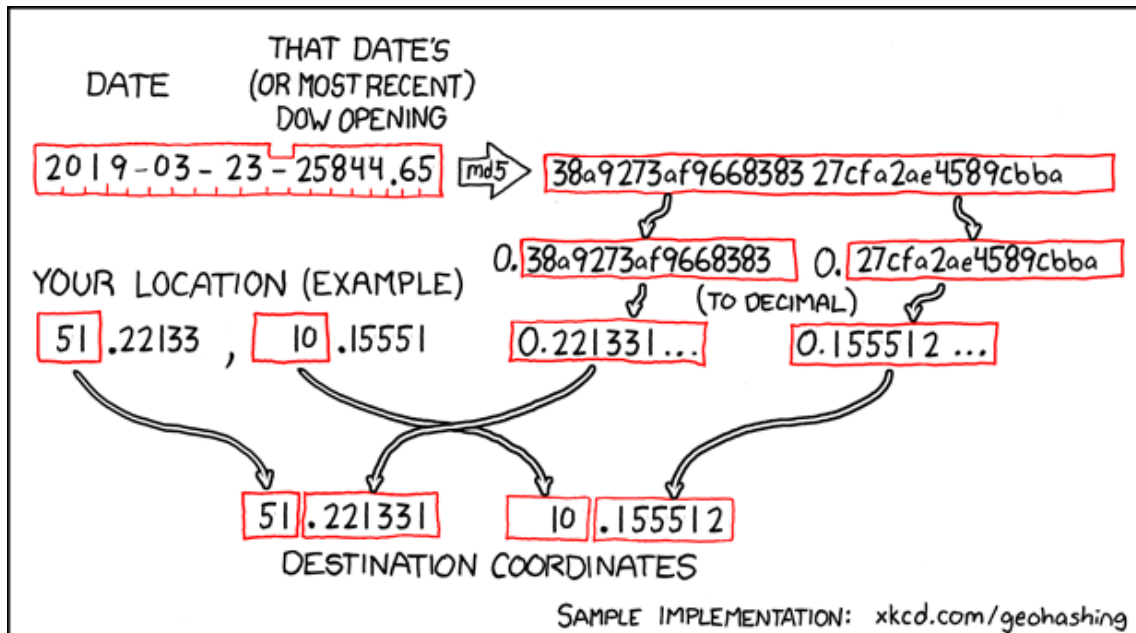 THAT DATE'S
DATE (OR MOST RECENT)
DOW OPENING
2019-03-23-25844.65 md5 38a9273af9668383 27cfa2ae4589cbba
0.38a9273af9668383 0.27cfa2ae4589cbba
YOUR LOCATION (EXAMPLE) (TO DECIMAL)
51.22133, 10.15551 0.221331... 0.155512...
51.221331 10.155512
DESTINATION COORDINATES
SAMPLE IMPLEMENTATION: xkcd.com/geohashing